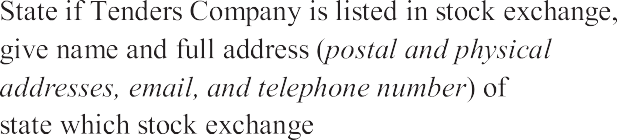 State if Tenders Company is listed in stock exchange,
give name and full address (postal and physical
addresses, email, and telephone number) of
state which stock exchange